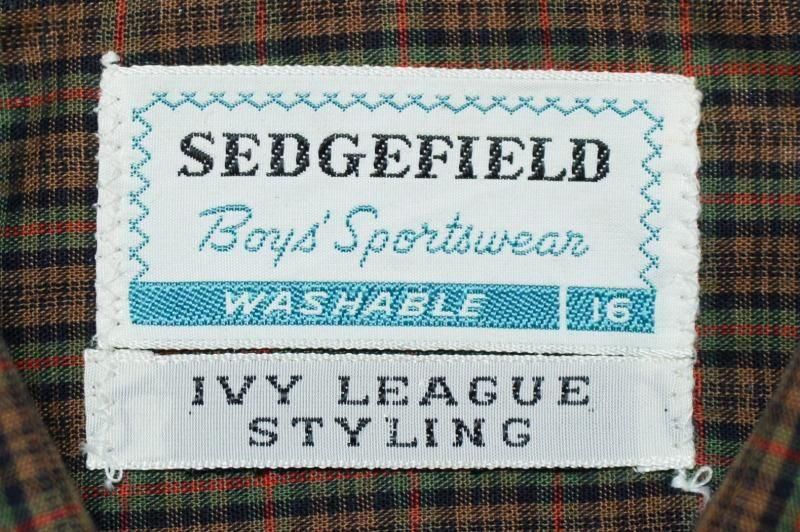 SEDGEFIELD
Boys' Sportswear
WASHABLE 16
IVY LEAGUE
STYLING